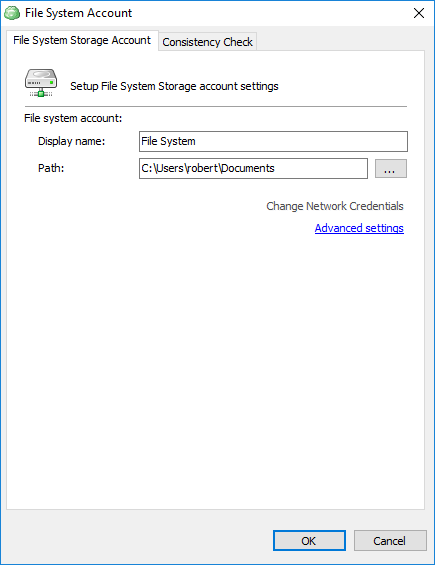 File System Account
File System Storage Account
Consistency Check
Setup File System Storage account settings
File system account:
Display name:
File System
Path:
C:\Users\robert\Documents
...
Change Network Credentials
Advanced settings
OK
Cancel